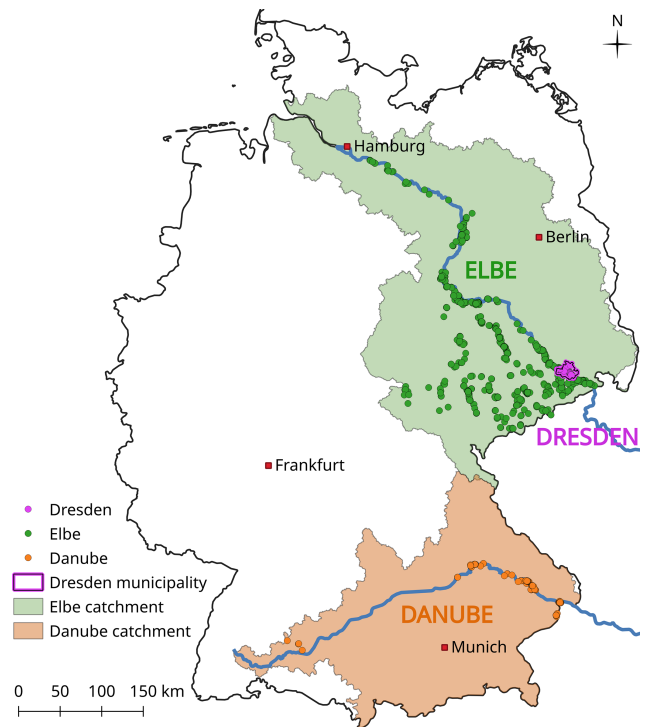 N
Hamburg
Berlin
ELBE
DRESDEN
Frankfurt
Dresden
Elbe
Danube
Dresden municipality
Elbe catchment
Danube catchment
DANUBE
Munich
0 50 100 150 km